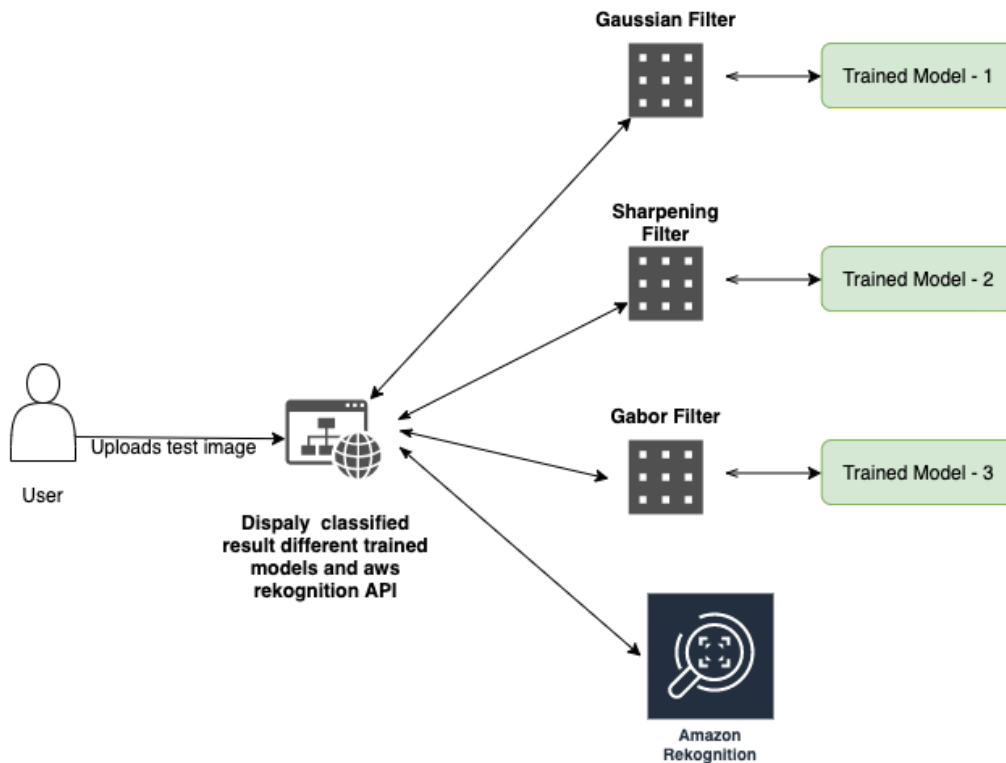 Gaussian Filter
Trained Model - 1
Sharpening
Filter
Trained Model - 2
Uploads test image
User
Dispaly classified
result different trained
models and aws
rekognition API
Gabor Filter
Trained Model - 3
Amazon
Rekognition